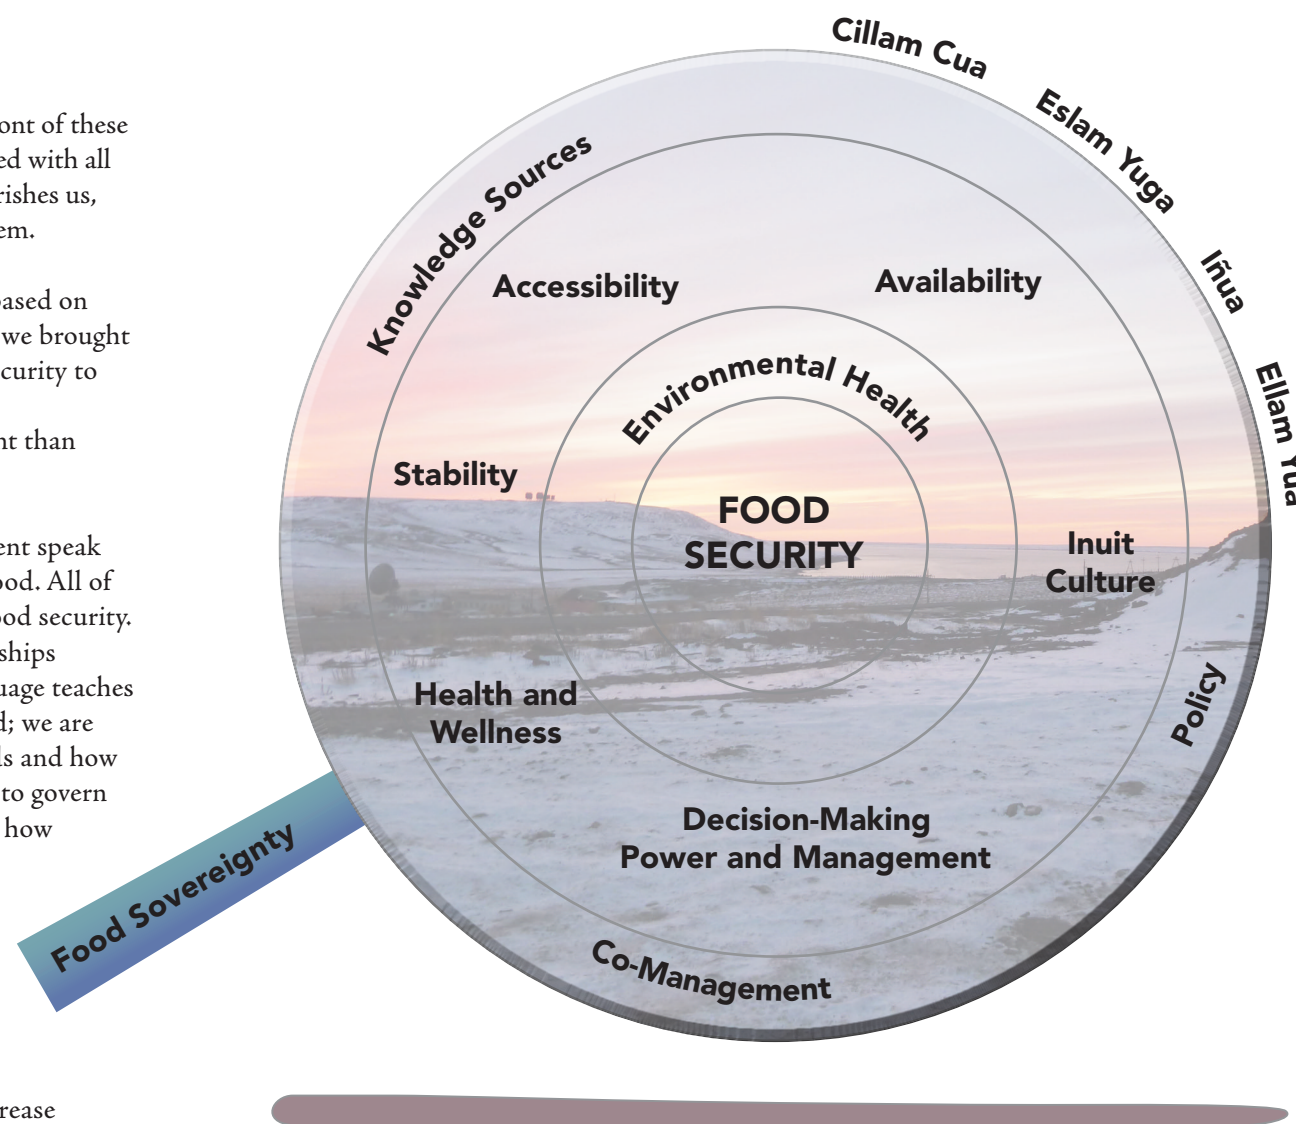 ont of these
ed with all
rishes us,
em.
based on
we brought
curity to
nt than
ent speak
ood. All of
ood security.
ships
uage teaches
d; we are
ls and how
to govern
how
rease
Cillam Cua
Eslam Yuga
Iñua
Ellam Yua
Knowledge Sources
Accessibility
Availability
Environmental Health
Stability
FOOD
SECURITY
Inuit
Culture
Health and
Wellness
Policy
Decision-Making
Power and Management
Co-Management
Food Sovereignty